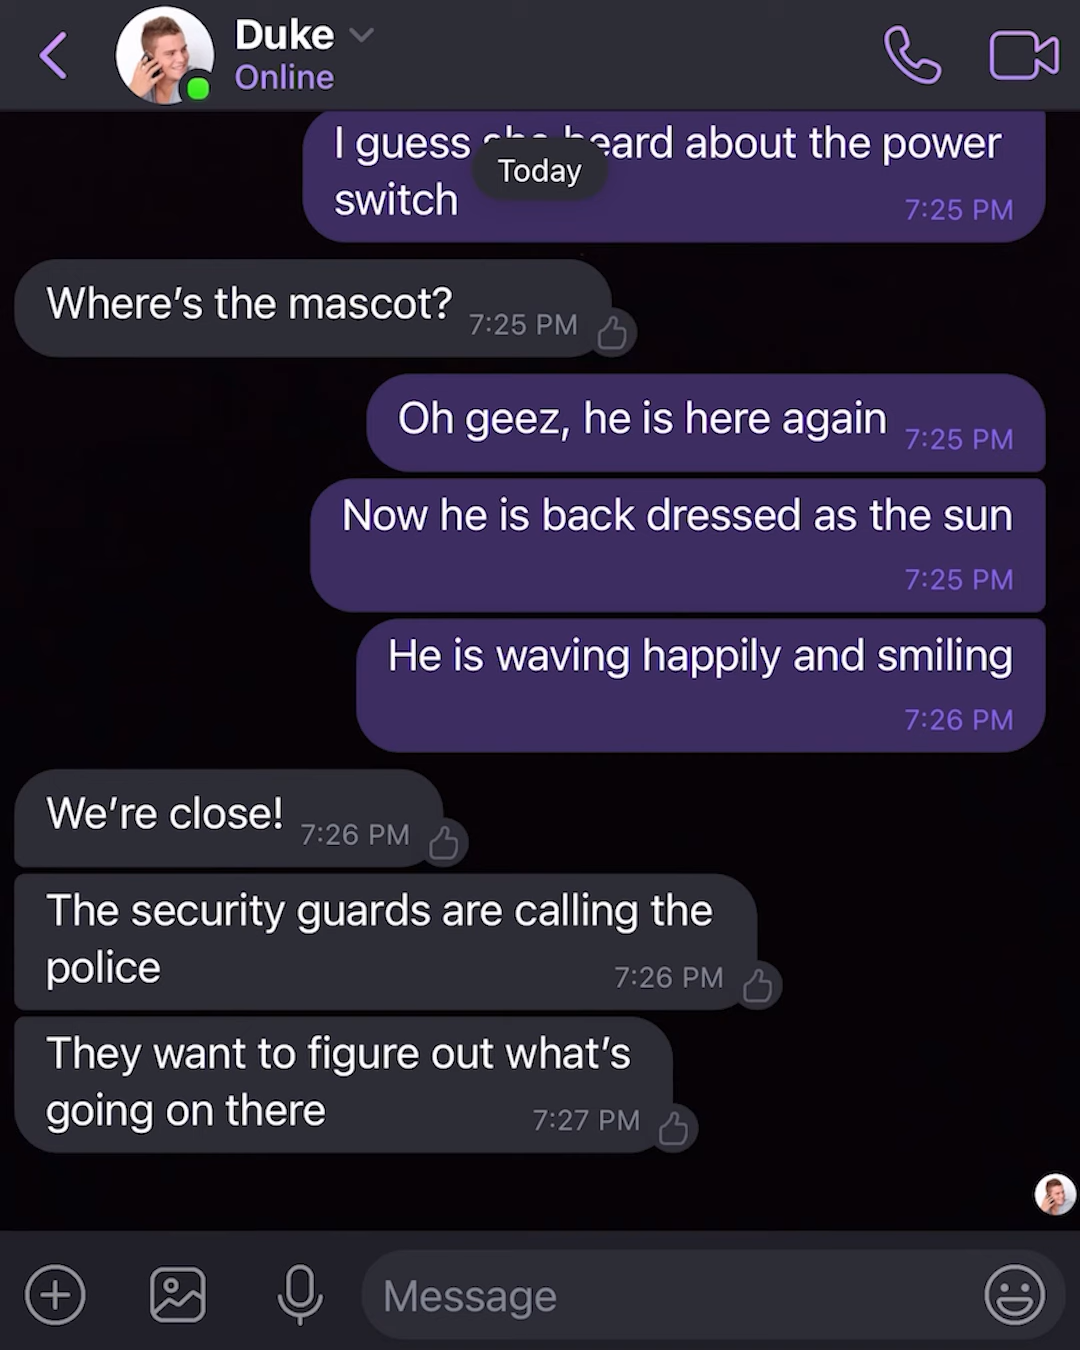 Duke
Online
I guess she heard about the power
Today
switch
7:25 PM
Where's the mascot?
7:25 PM
Oh geez, he is here again
7:25 PM
Now he is back dressed as the sun
7:25 PM
He is waving happily and smiling
7:26 PM
We're close!
7:26 PM
The security guards are calling the
police
7:26 PM
They want to figure out what's
going on there
7:27 PM
Message